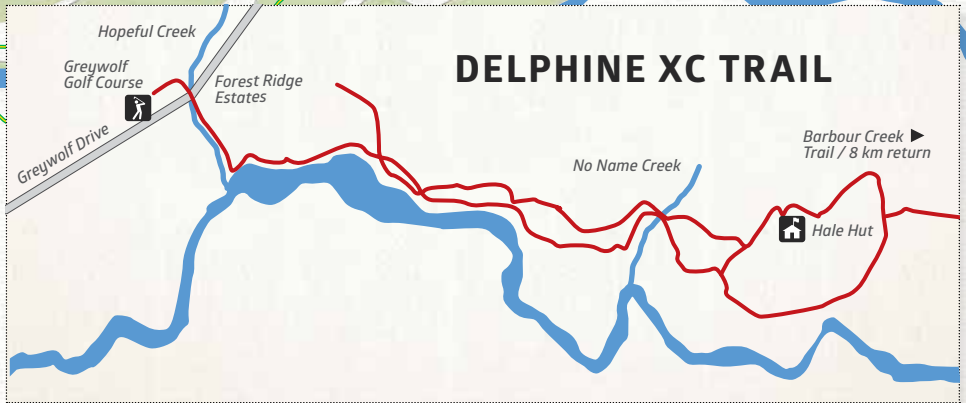 Hopeful Creek
DELPHINE XC TRAIL
Greywolf
Golf Course
Forest Ridge
Estates
Greywolf Drive
No Name Creek
Barbour Creek ►
Trail / 8 km return
Hale Hut